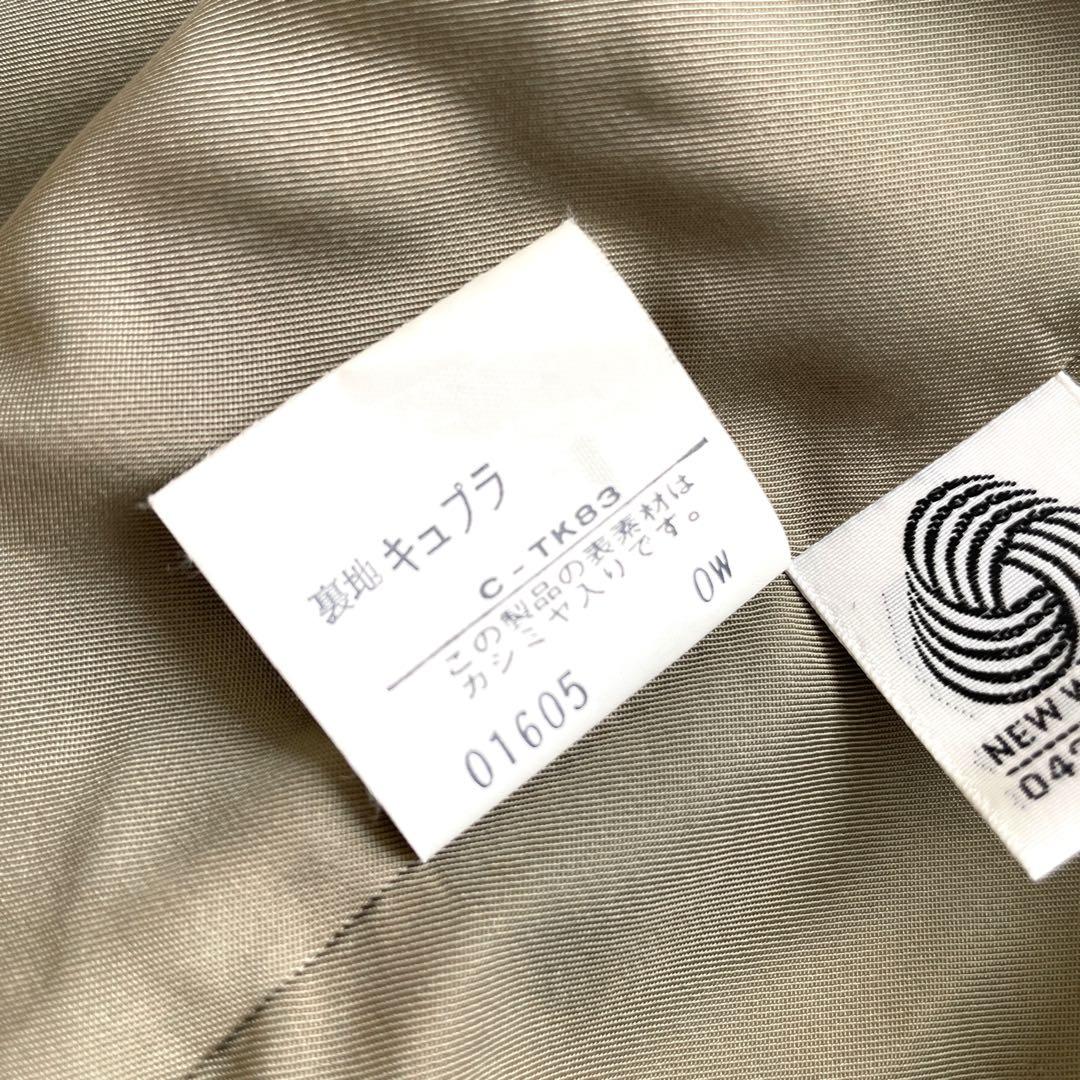 裏地 キュプラ
C-TK83
この製品の表素材は
カシミヤ入りです。
01605 0W
NEW W
049